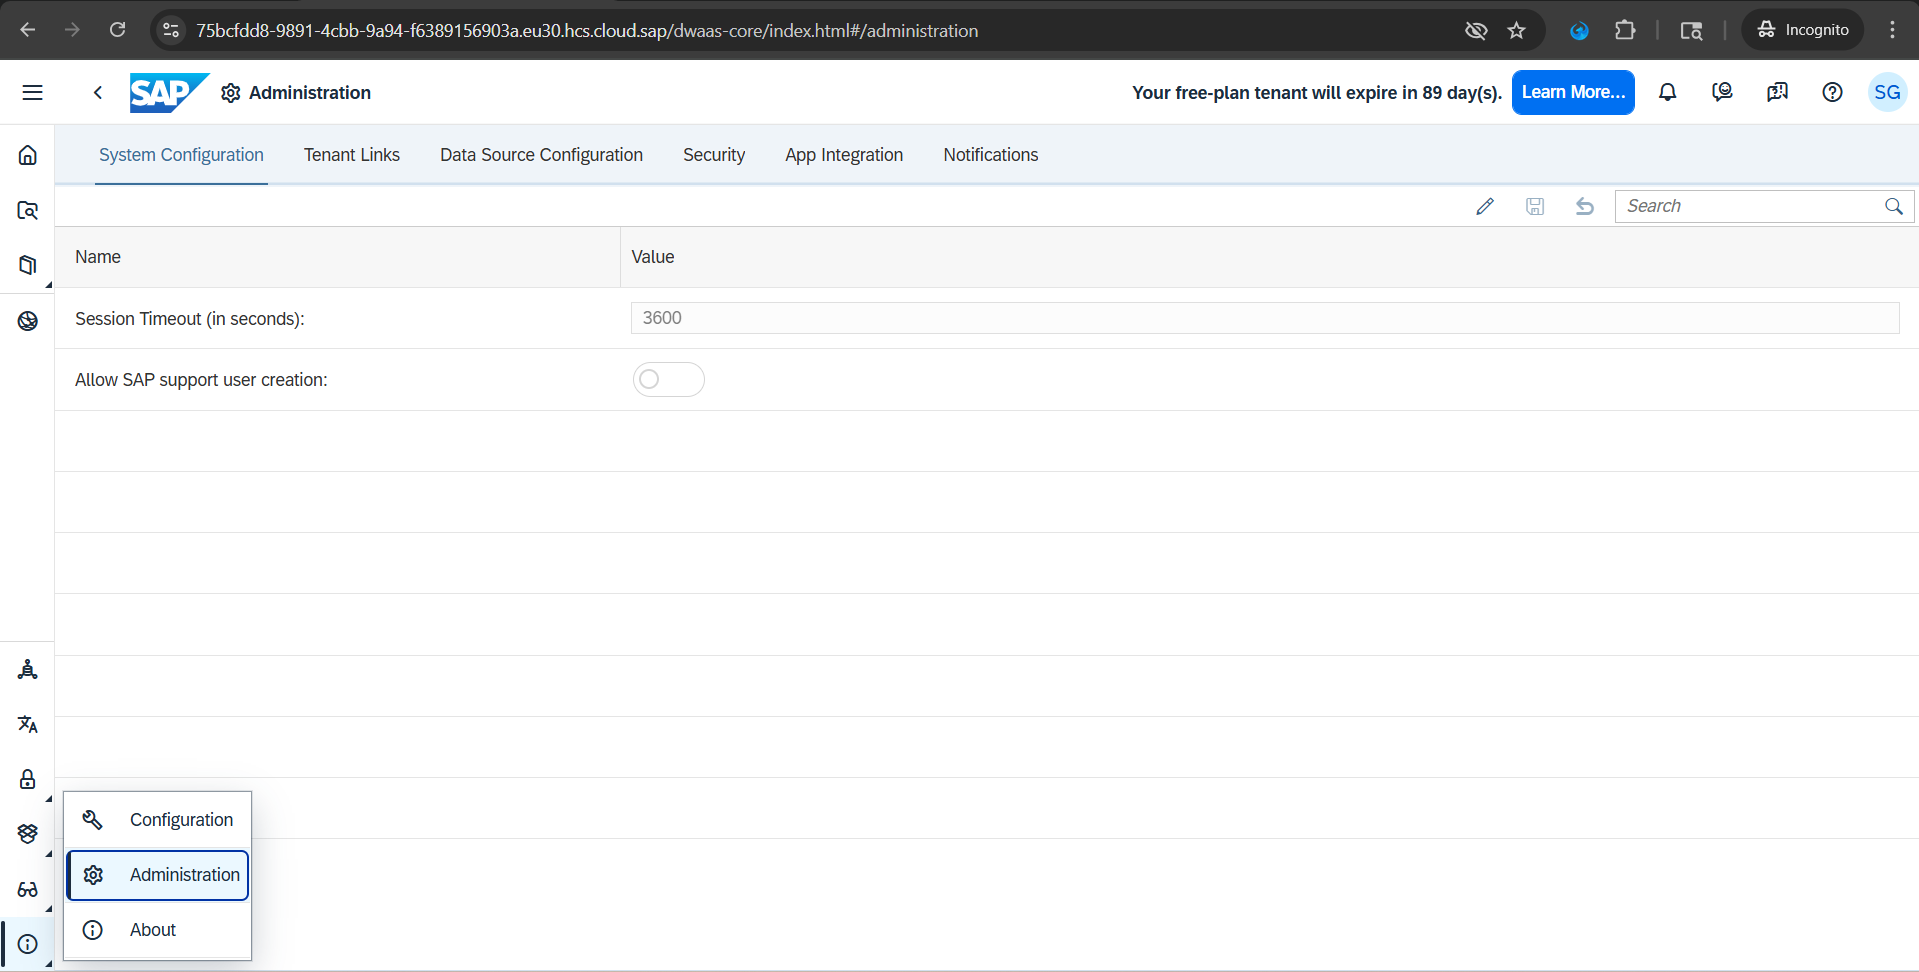 75bcfdd8-9891-4cbb-9a94-f6389156903a.eu30.hcs.cloud.sap/dwaas-core/index.html#/administration
Incognito
SAP
Administration
Your free-plan tenant will expire in 89 day(s).
Learn More...
SG
System Configuration
Tenant Links
Data Source Configuration
Security
App Integration
Notifications
Search
Name
Value
Session Timeout (in seconds):
3600
Allow SAP support user creation:
Configuration
Administration
About